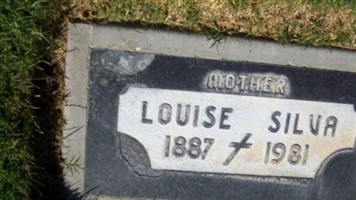 MOTHER
LOUISE SILVA
1887 † 1981